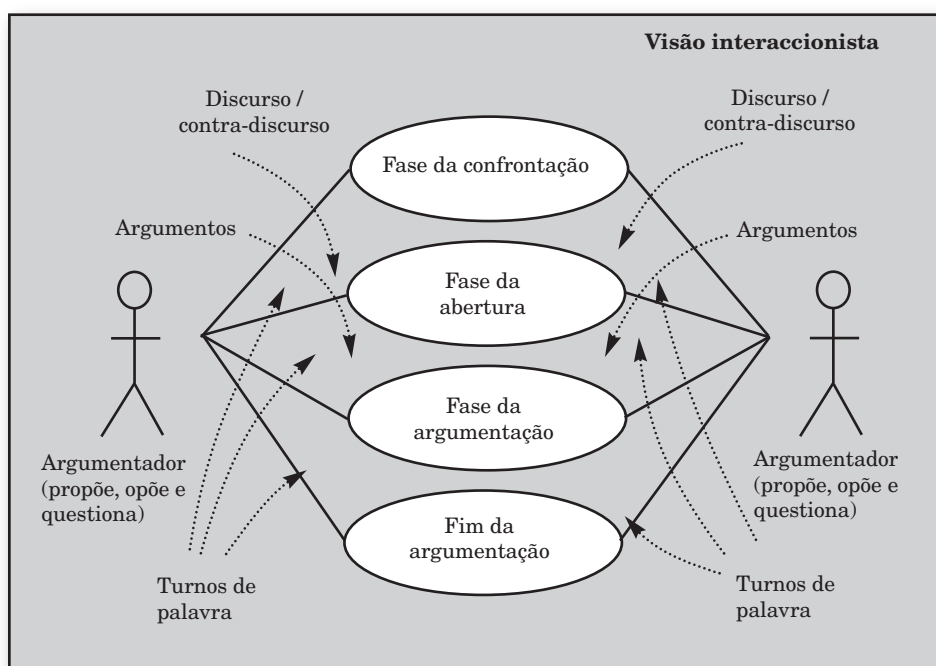 Visão interaccionista
Discurso /
contra-discurso
Discurso /
contra-discurso
Fase da confrontação
Argumentos
Argumentos
Fase da
abertura
Fase da
argumentação
Argumentador
(propõe, opõe e
questiona)
Argumentador
(propõe, opõe e
questiona)
Fim da
argumentação
Turnos de
palavra
Turnos de
palavra